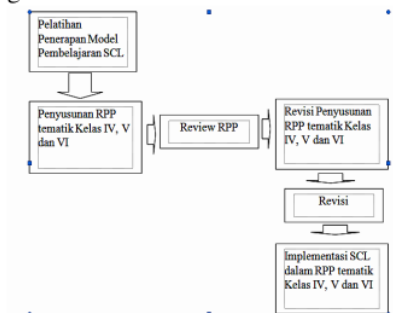 Pelatihan
Penerapan Model
Pembelajaran SCL
Penyusunan RPP
tematik Kelas IV, V
dan VI
Review RPP
Revisi Penyusunan
RPP tematik Kelas
IV, V dan VI
Revisi
Implementasi SCL
dalam RPP tematik
Kelas IV, V dan VI